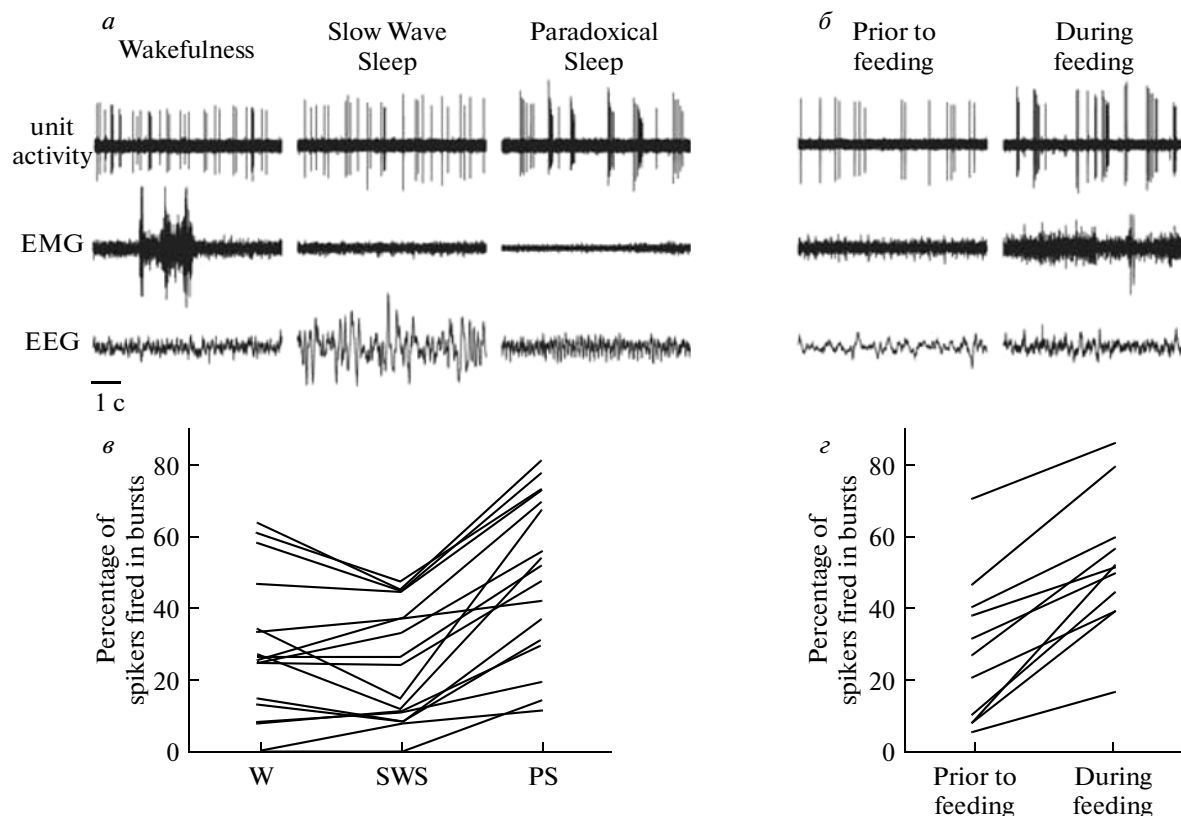 а
Wakefulness
Slow Wave
Sleep
Paradoxical
Sleep
б
Prior to
feeding
During
feeding
unit
activity
EMG
EEG
1 с
в
Percentage of
spikers fired in bursts
80
60
40
20
0
W
SWS
PS
г
Percentage of
spikers fired in bursts
80
60
40
20
0
Prior to
feeding
During
feeding